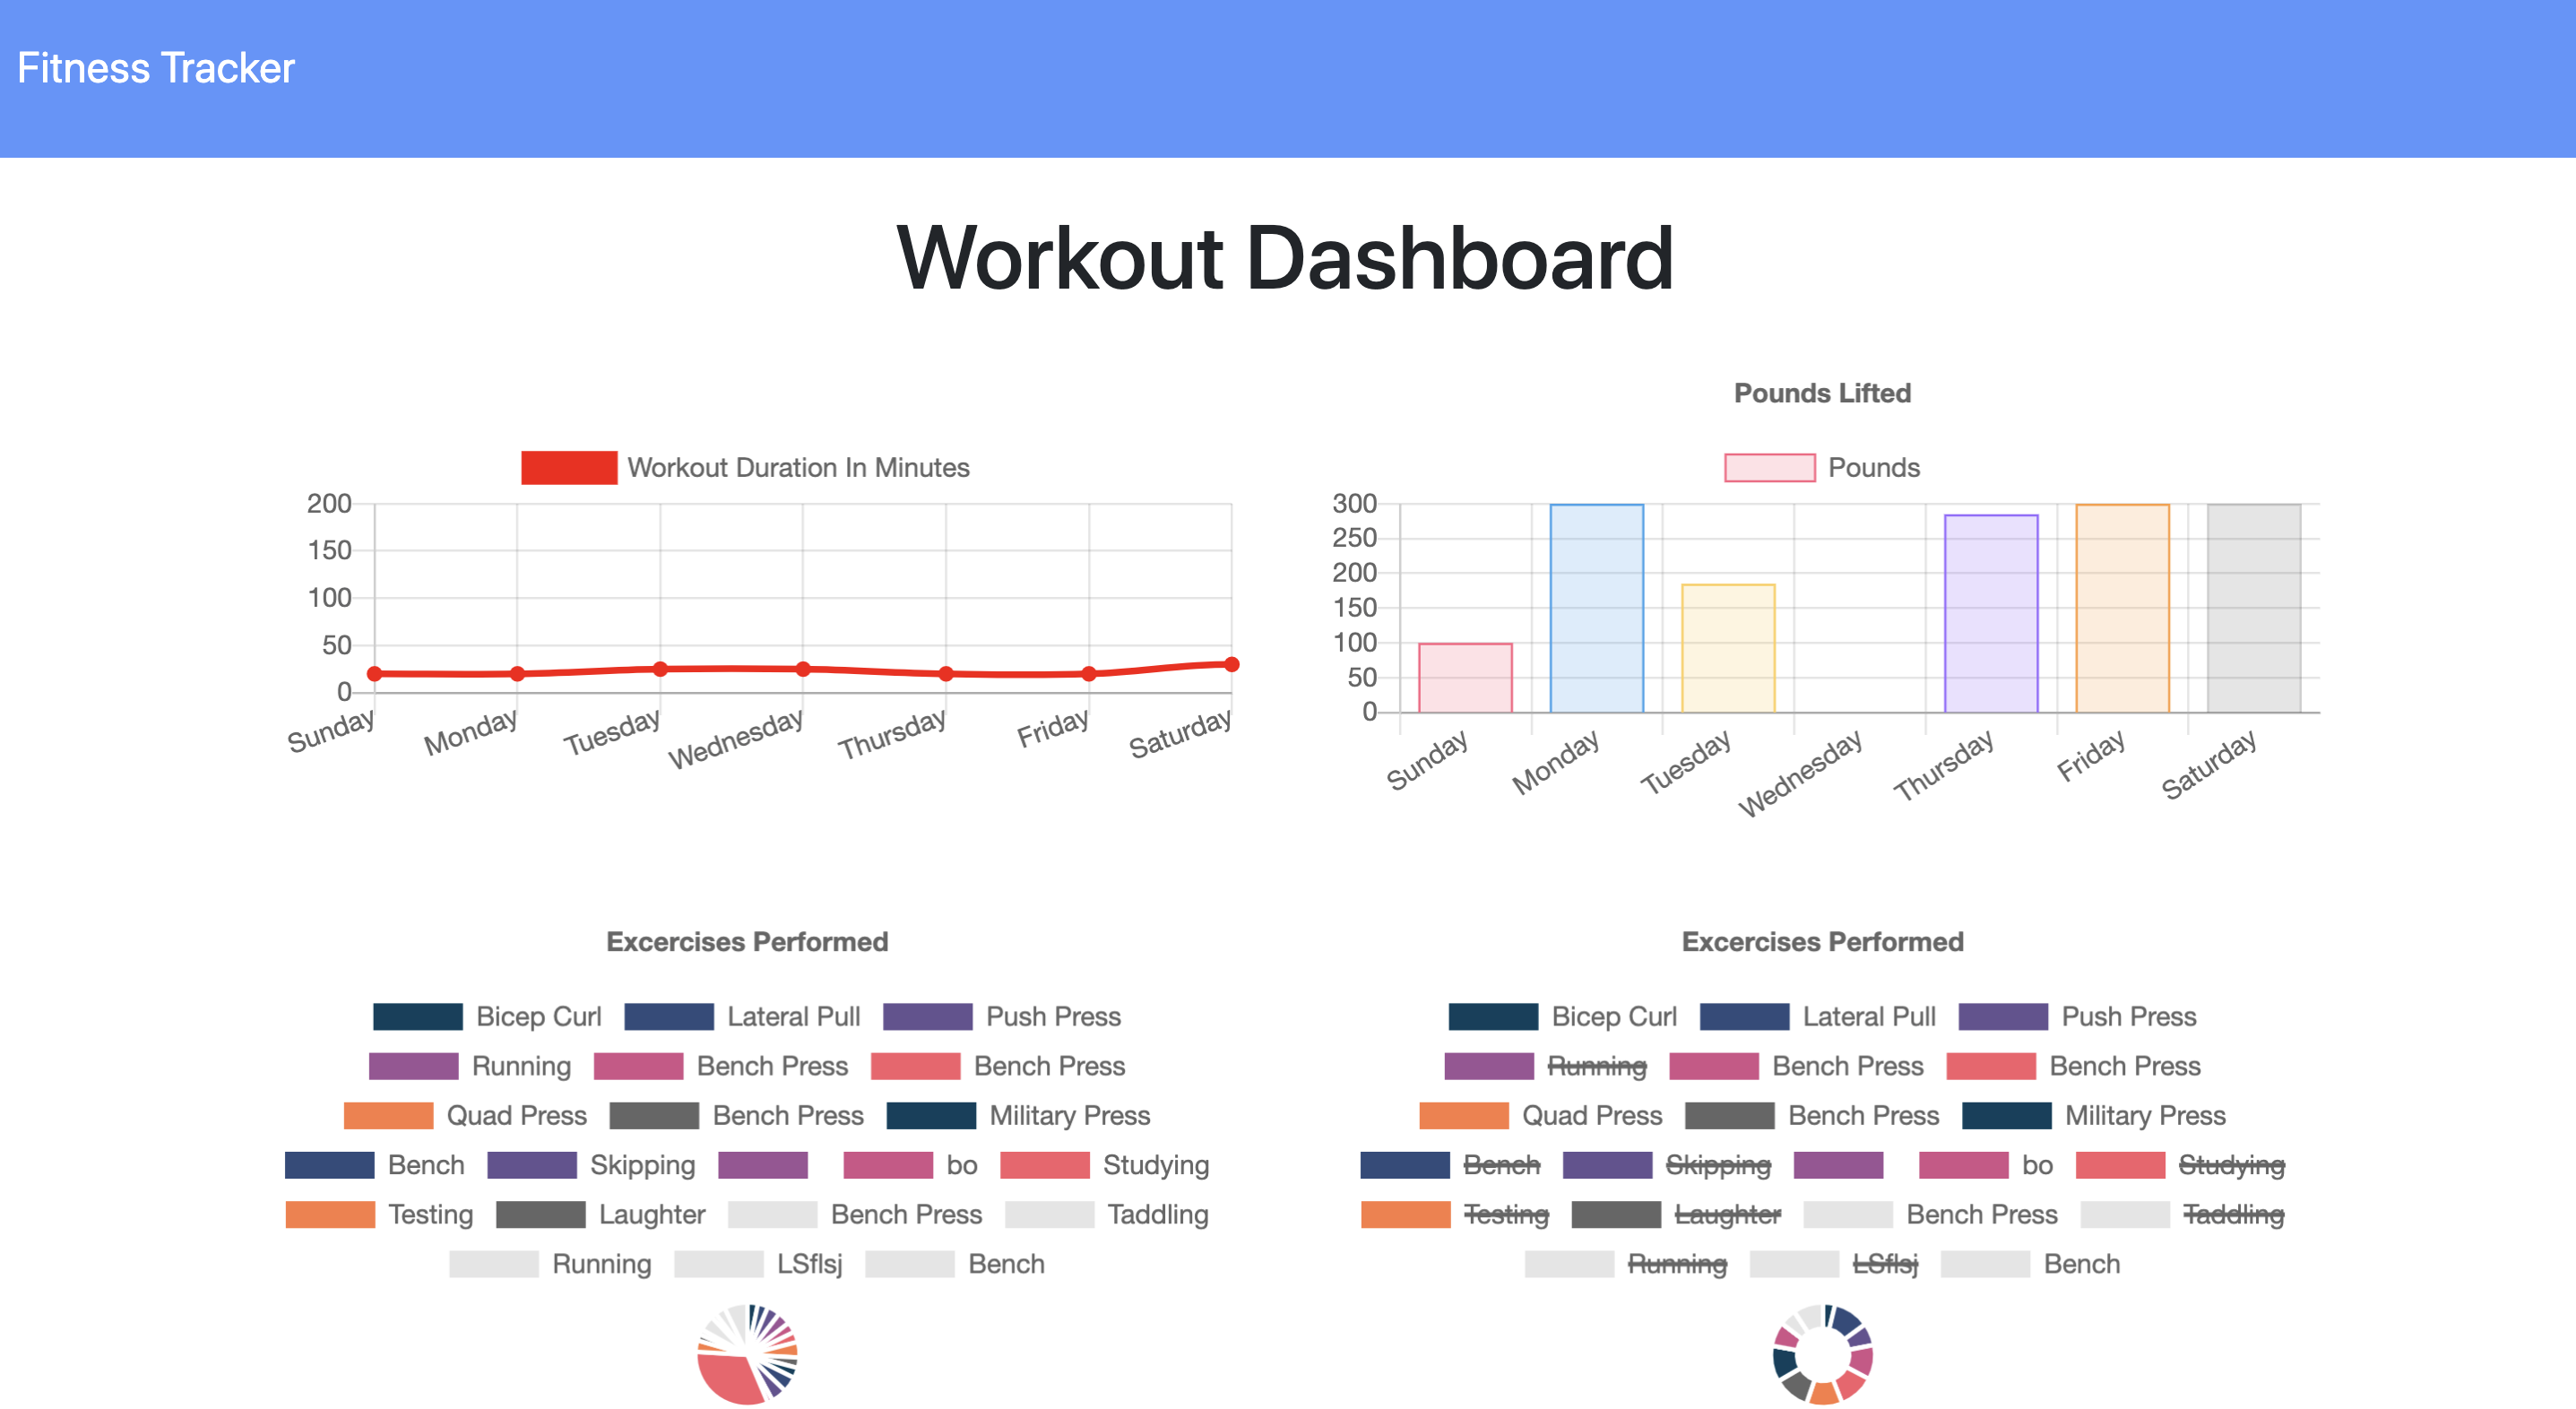 Fitness Tracker
Workout Dashboard
Workout Duration In Minutes
200
150
100
50
0
Sunday Monday Tuesday Wednesday Thursday Friday Saturday
Pounds Lifted
Pounds
300
250
200
150
100
50
0
Sunday Monday Tuesday Wednesday Thursday Friday Saturday
Excercises Performed
Bicep Curl Lateral Pull Push Press
Running Bench Press Bench Press
Quad Press Bench Press Military Press
Bench Skipping bo Studying
Testing Laughter Bench Press Taddling
Running LSflsj Bench
Excercises Performed
Bicep Curl Lateral Pull Push Press
Running Bench Press Bench Press
Quad Press Bench Press Military Press
Bench Skipping bo Studying
Testing Laughter Bench Press Taddling
Running LSflsj Bench